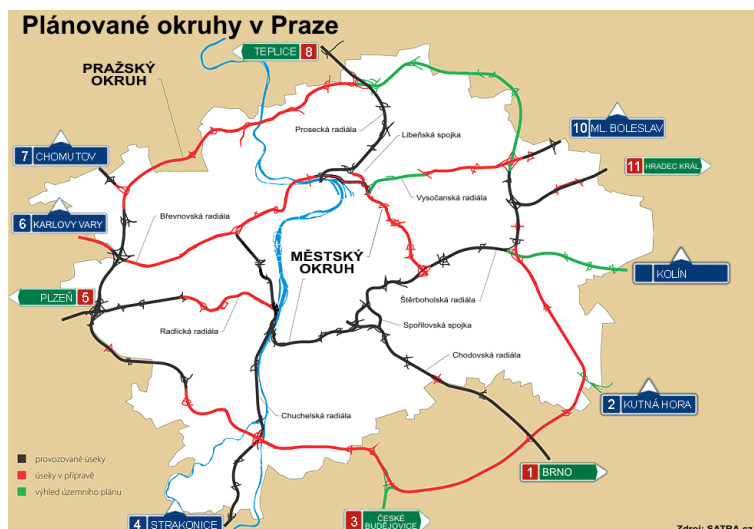 Plánované okruhy v Praze
TEPLICE 8
PRAŽSKÝ
OKRUH
Prosecká radiála
Libeňská spojka
10 ML. BOLESLAV
7 CHOMUTOV
11 HRADEC KRÁL
Vysočanská radiála
6 KARLOVY VARY
Břevnovská radiála
MĚSTSKÝ
OKRUH
KOLÍN
Štěrboholská radiála
PLZEŇ 5
Radlická radiála
Spořilovská spojka
Chodovská radiála
2 KUTNÁ HORA
Chuchelská radiála
provozované úseky
úseky v přípravě
výhled územního plánu
1 BRNO
3 ČESKÉ
BUDĚJOVICE
4 STRAKONICE
Zdroj: SATRA.cz